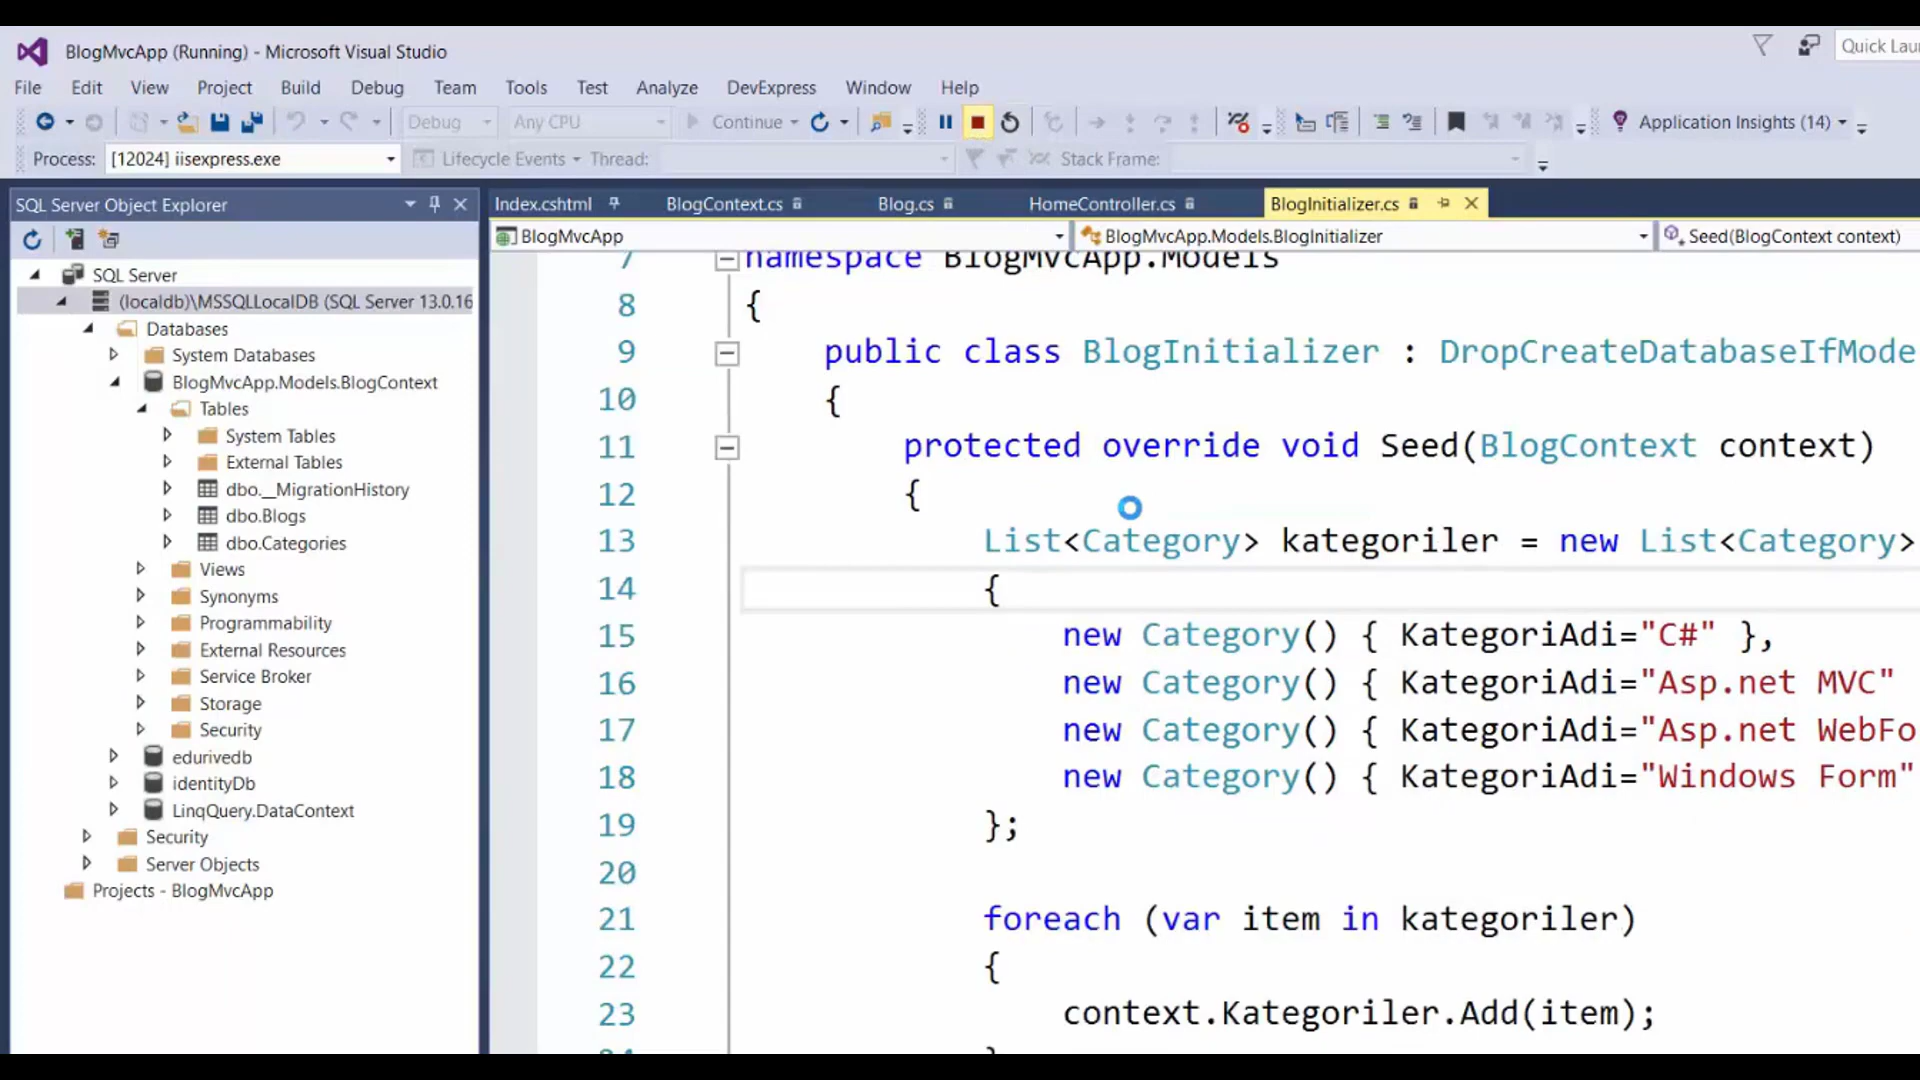 BlogMvcApp (Running) - Microsoft Visual Studio
Quick Lau
File Edit View Project Build Debug Team Tools Test Analyze DevExpress Window Help
Debug Any CPU Continue Application Insights (14)
Process: [12024] iisexpress.exe Lifecycle Events Thread: Stack Frame:
SQL Server Object Explorer
Index.cshtml BlogContext.cs Blog.cs HomeController.cs BlogInitializer.cs
BlogMvcApp BlogMvcApp.Models.BlogInitializer Seed(BlogContext context)
SQL Server
(localdb)\MSSQLLocalDB (SQL Server 13.0.16
Databases
System Databases
BlogMvcApp.Models.BlogContext
Tables
System Tables
External Tables
dbo.__MigrationHistory
dbo.Blogs
dbo.Categories
Views
Synonyms
Programmability
External Resources
Service Broker
Storage
Security
edurivedb
identityDb
LinqQuery.DataContext
Security
Server Objects
Projects - BlogMvcApp
7 namespace BlogMvcApp.Models
8 {
9 public class BlogInitializer : DropCreateDatabaseIfMode
10 {
11 protected override void Seed(BlogContext context)
12 {
13 List<Category> kategoriler = new List<Category>
14 {
15 new Category() { KategoriAdi="C#" },
16 new Category() { KategoriAdi="Asp.net MVC"
17 new Category() { KategoriAdi="Asp.net WebFo
18 new Category() { KategoriAdi="Windows Form"
19 };
20
21 foreach (var item in kategoriler)
22 {
23 context.Kategoriler.Add(item);